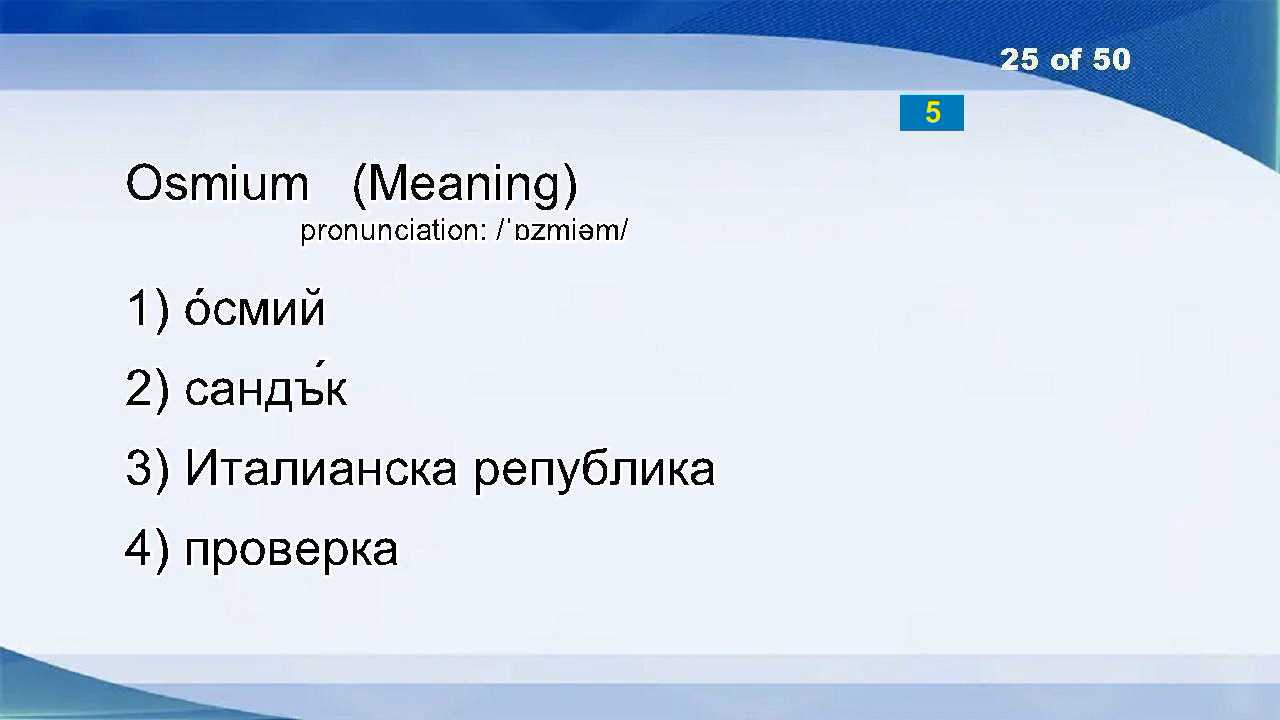 25 of 50
5
Osmium (Meaning)
pronunciation: /ˈɒzmiəm/
1) о́смий
2) сандъ́к
3) Италианска република
4) проверка